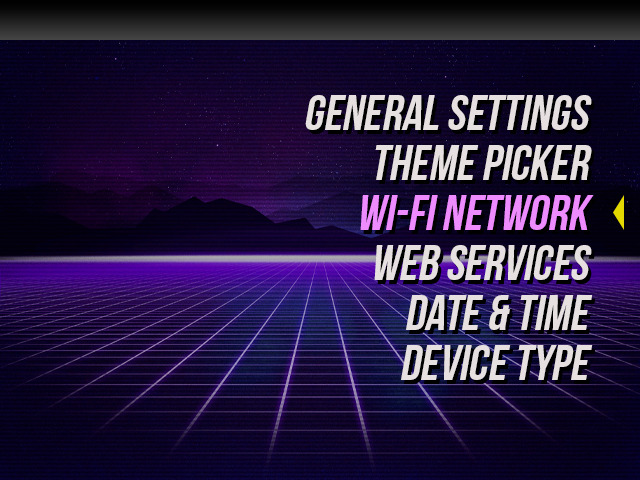 GENERAL SETTINGS
THEME PICKER
WI-FI NETWORK
WEB SERVICES
DATE & TIME
DEVICE TYPE